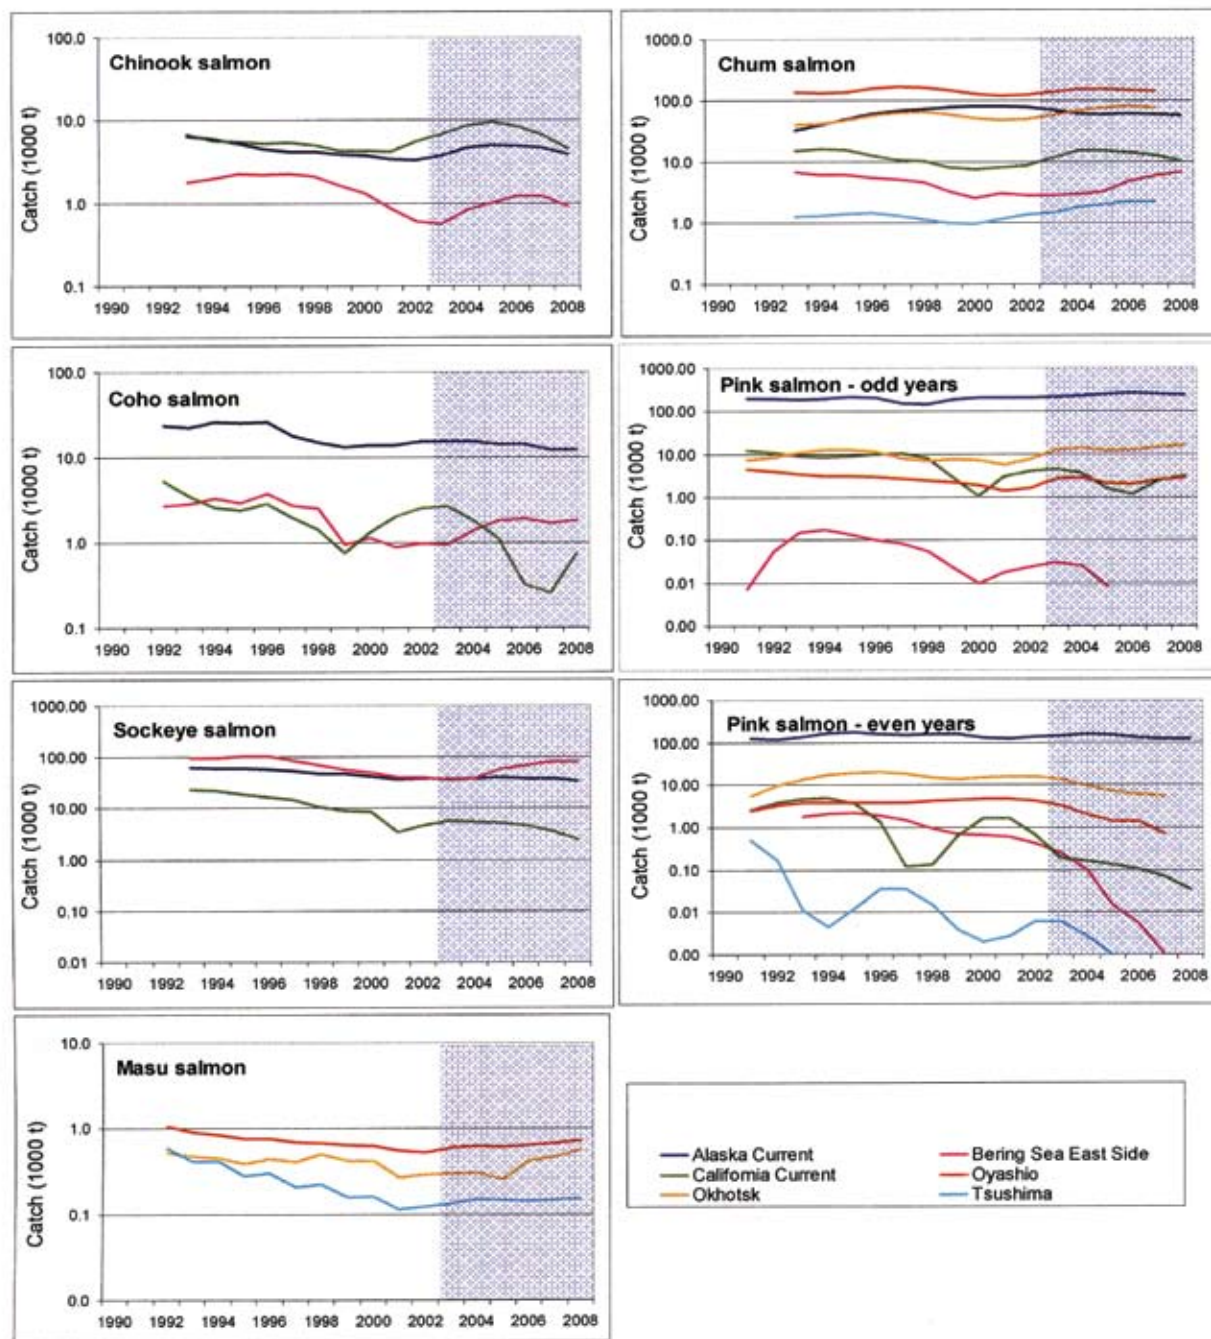 Chinook salmon
Catch (1000 t)
100.0
10.0
1.0
0.1
1990 1992 1994 1996 1998 2000 2002 2004 2006 2008
Chum salmon
Catch (1000 t)
1000.0
100.0
10.0
1.0
0.1
1990 1992 1994 1996 1998 2000 2002 2004 2006 2008
Coho salmon
Catch (1000 t)
100.0
10.0
1.0
0.1
1990 1992 1994 1996 1998 2000 2002 2004 2006 2008
Pink salmon - odd years
Catch (1000 t)
1000.00
100.00
10.00
1.00
0.10
0.01
0.00
1990 1992 1994 1996 1998 2000 2002 2004 2006 2008
Sockeye salmon
Catch (1000 t)
1000.00
100.00
10.00
1.00
0.10
0.01
1990 1992 1994 1996 1998 2000 2002 2004 2006 2008
Pink salmon - even years
Catch (1000 t)
1000.00
100.00
10.00
1.00
0.10
0.01
0.00
1990 1992 1994 1996 1998 2000 2002 2004 2006 2008
Masu salmon
Catch (1000 t)
10.0
1.0
0.1
0.0
1990 1992 1994 1996 1998 2000 2002 2004 2006 2008
Alaska Current
Bering Sea East Side
California Current
Oyashio
Okhotsk
Tsushima